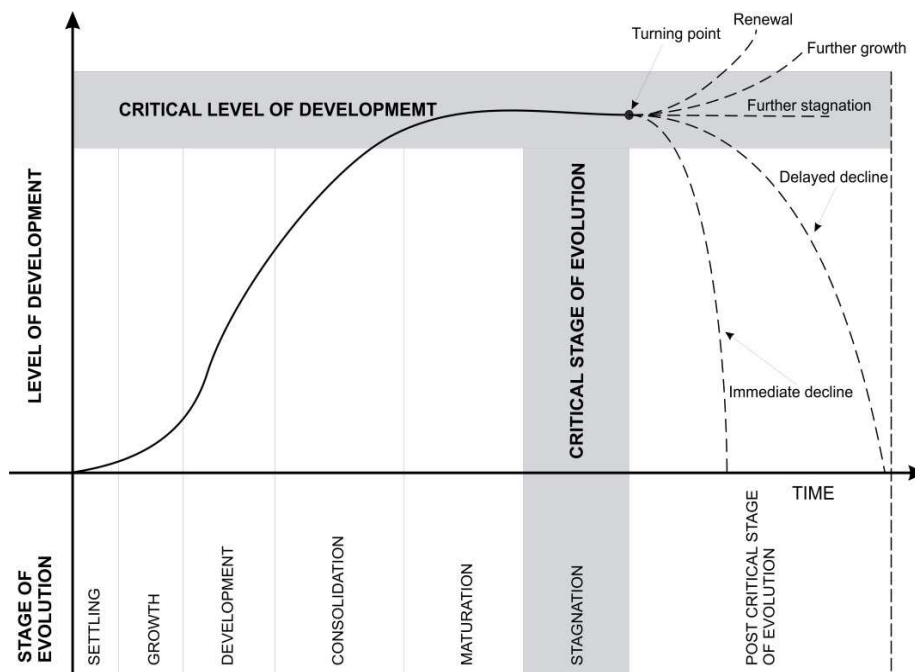 Renewal
Turning point
Further growth
CRITICAL LEVEL OF DEVELOPMEMT
Further stagnation
Delayed decline
LEVEL OF DEVELOPMENT
CRITICAL STAGE OF EVOLUTION
Immediate decline
TIME
STAGE OF
EVOLUTION
SETTLING
GROWTH
DEVELOPMENT
CONSOLIDATION
MATURATION
STAGNATION
POST CRITICAL STAGE
OF EVOLUTION